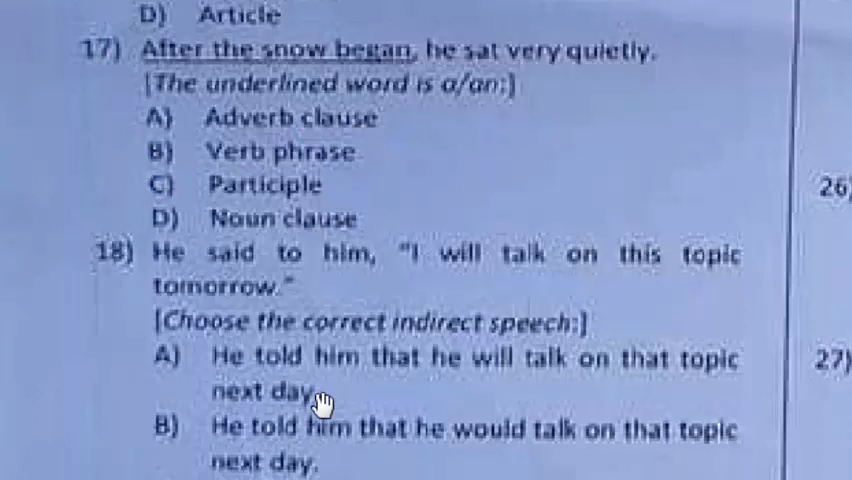 D) Article
17) After the snow began, he sat very quietly.
[The underlined word is a/an:]
A) Adverb clause
B) Verb phrase
C) Participle
26)
D) Noun clause
18) He said to him, "I will talk on this topic
tomorrow."
[Choose the correct indirect speech:]
A) He told him that he will talk on that topic
27)
next day.
B) He told him that he would talk on that topic
next day.